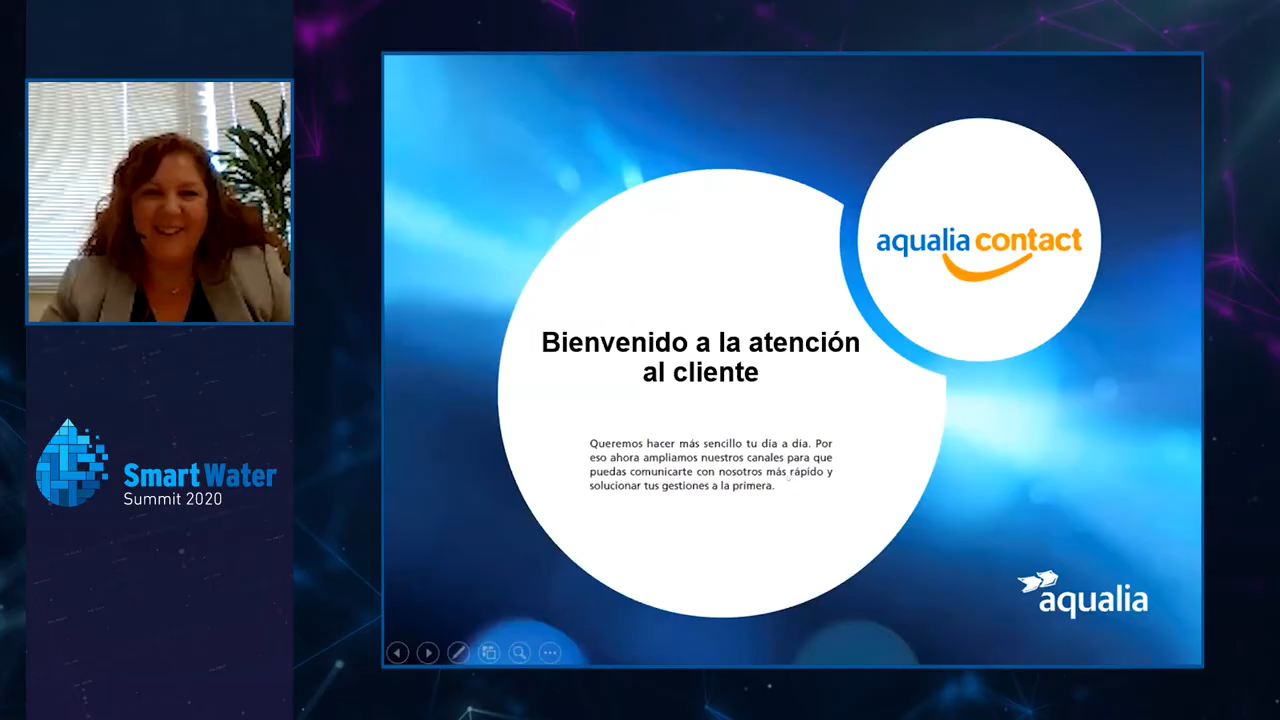 aqualia contact
Bienvenido a la atención
al cliente
Queremos hacer más sencillo tu día a día. Por
eso ahora ampliamos nuestros canales para que
puedas comunicarte con nosotros más rápido y
solucionar tus gestiones a la primera.
Smart Water
Summit 2020
aqualia